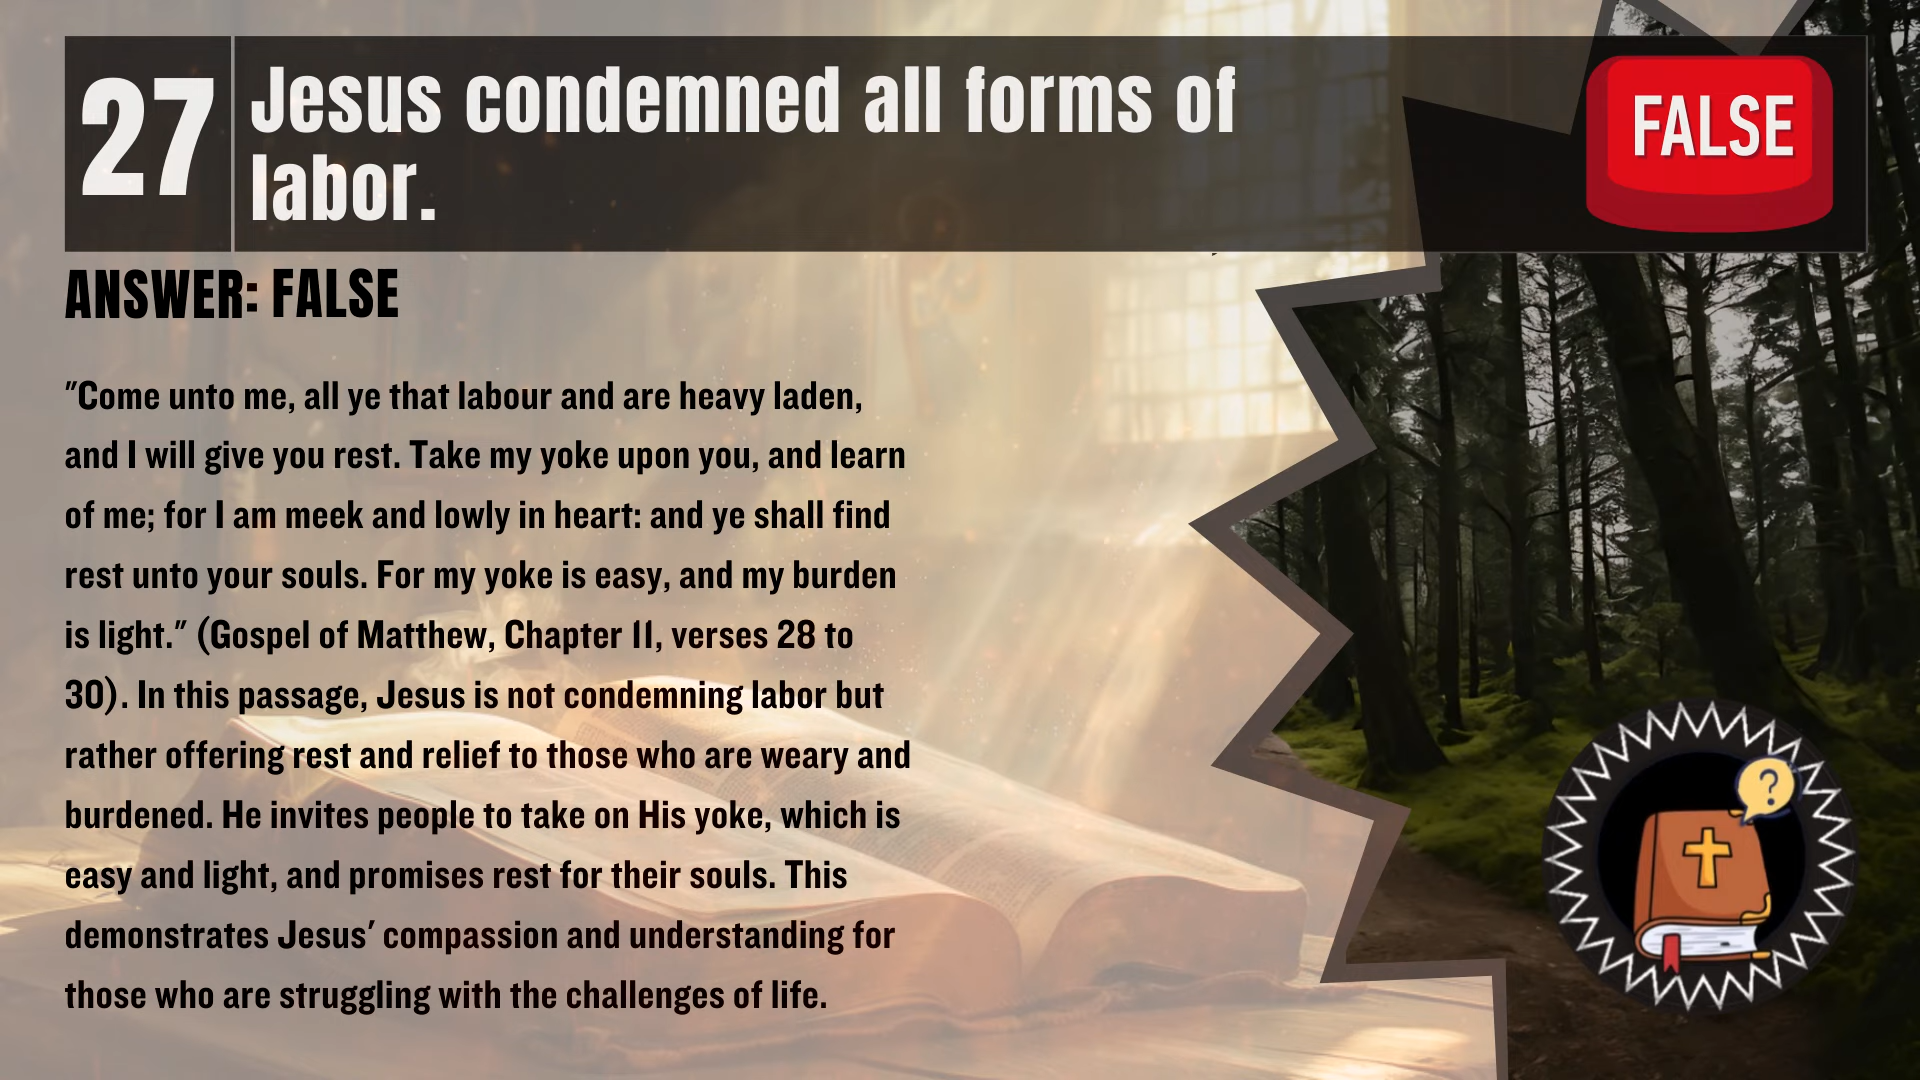 27
Jesus condemned all forms of
labor.
FALSE
ANSWER: FALSE
"Come unto me, all ye that labour and are heavy laden,
and I will give you rest. Take my yoke upon you, and learn
of me; for I am meek and lowly in heart: and ye shall find
rest unto your souls. For my yoke is easy, and my burden
is light." (Gospel of Matthew, Chapter 11, verses 28 to
30). In this passage, Jesus is not condemning labor but
rather offering rest and relief to those who are weary and
burdened. He invites people to take on His yoke, which is
easy and light, and promises rest for their souls. This
demonstrates Jesus' compassion and understanding for
those who are struggling with the challenges of life.
?